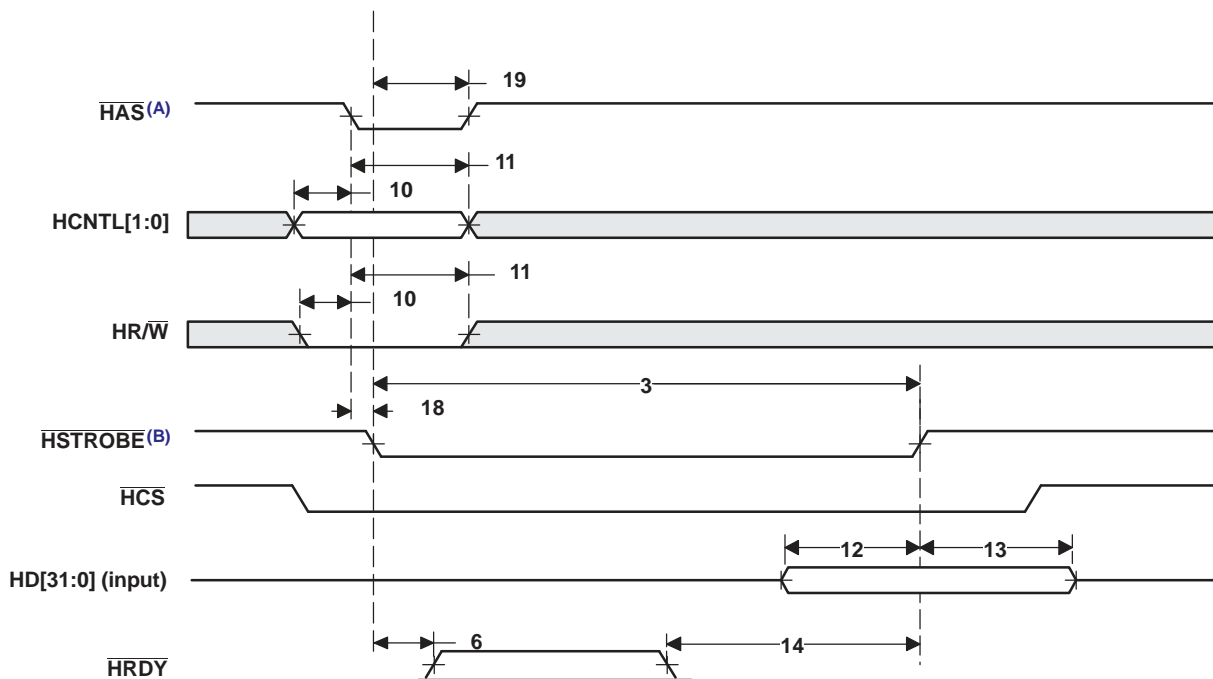 19
HAS(A)
11
10
HCNTL[1:0]
11
10
HR/W
3
18
HSTROBE(B)
HCS
12
13
HD[31:0] (input)
6
14
HRDY